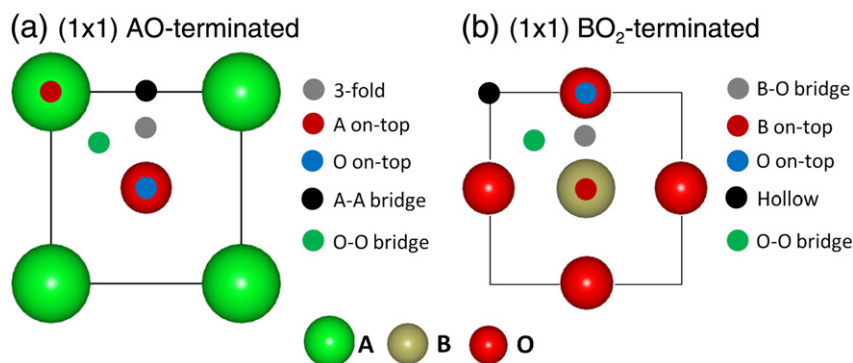 (a) (1x1) AO-terminated
3-fold
A on-top
O on-top
A-A bridge
O-O bridge
(b) (1x1) BO₂-terminated
B-O bridge
B on-top
O on-top
Hollow
O-O bridge
A B O